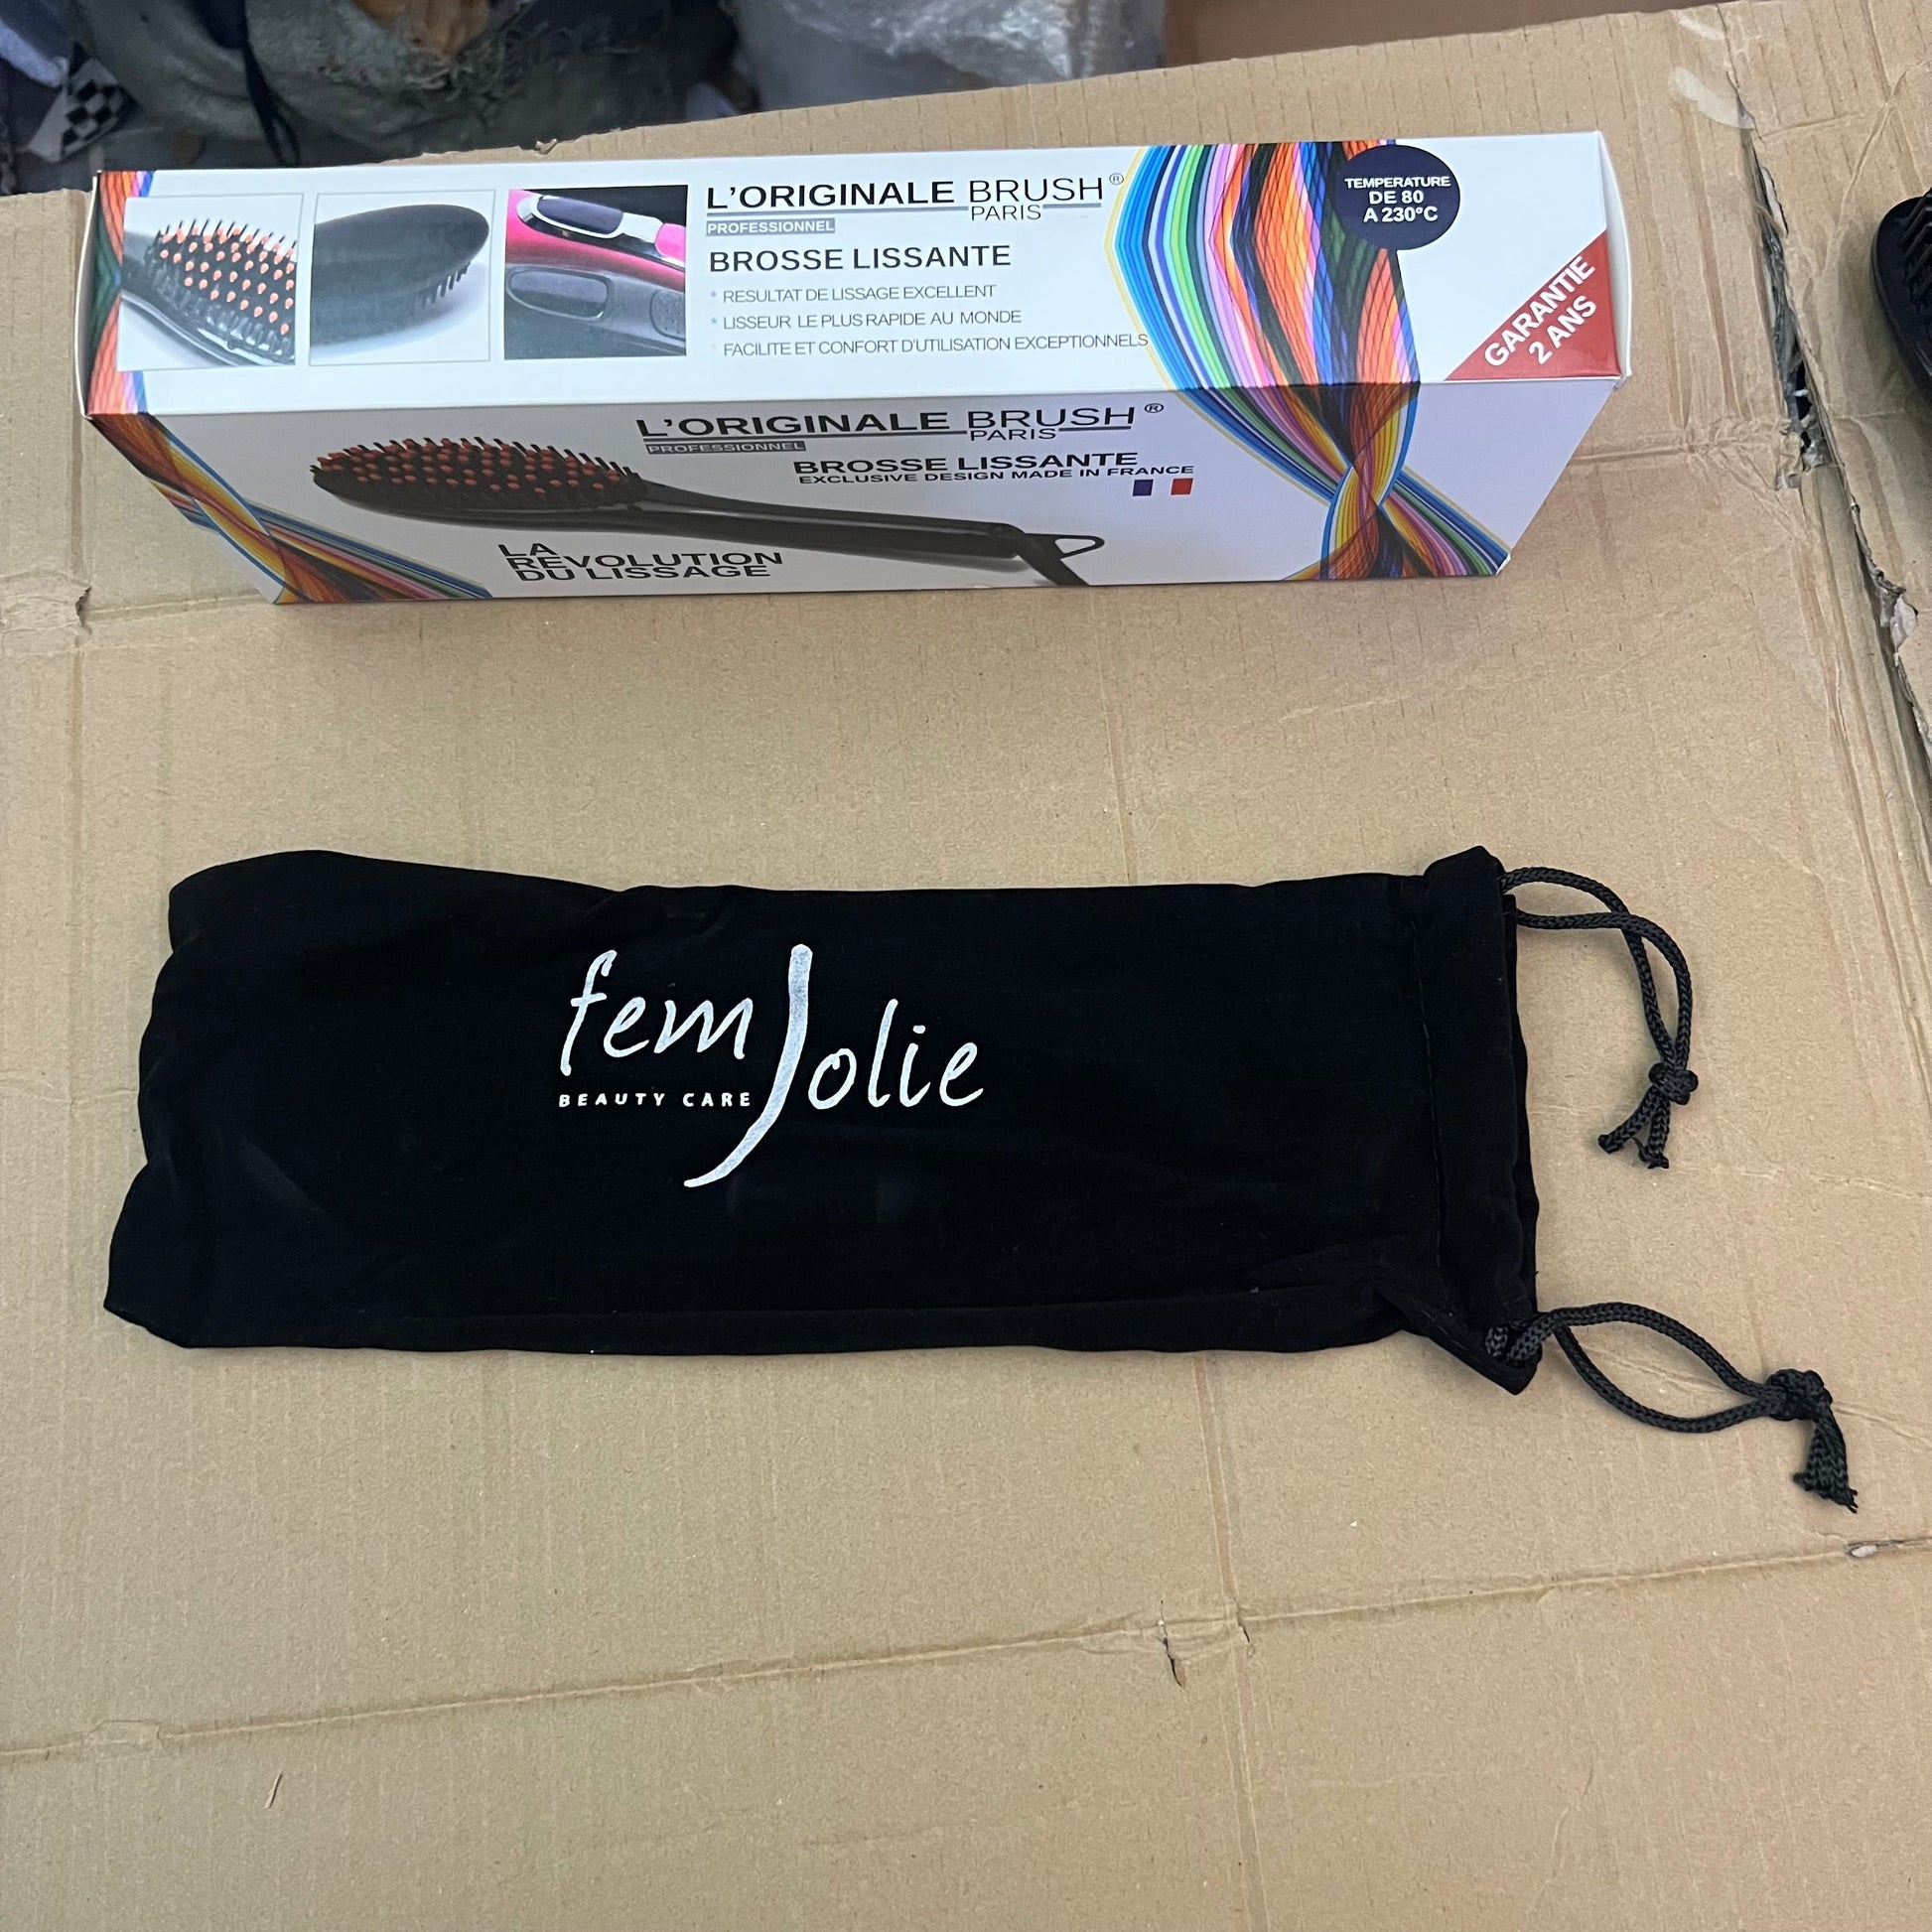 L'ORIGINALE BRUSH®
PARIS
PROFESSIONNEL
BROSSE LISSANTE
* RESULTAT DE LISSAGE EXCELLENT
* LISSEUR LE PLUS RAPIDE AU MONDE
* FACILITE ET CONFORT D'UTILISATION EXCEPTIONNELS
TEMPERATURE
DE 80
A 230°C
GARANTIE
2 ANS
L'ORIGINALE BRUSH®
PARIS
PROFESSIONNEL
BROSSE LISSANTE
EXCLUSIVE DESIGN MADE IN FRANCE
LA
REVOLUTION
DU LISSAGE
fem Jolie
BEAUTY CARE